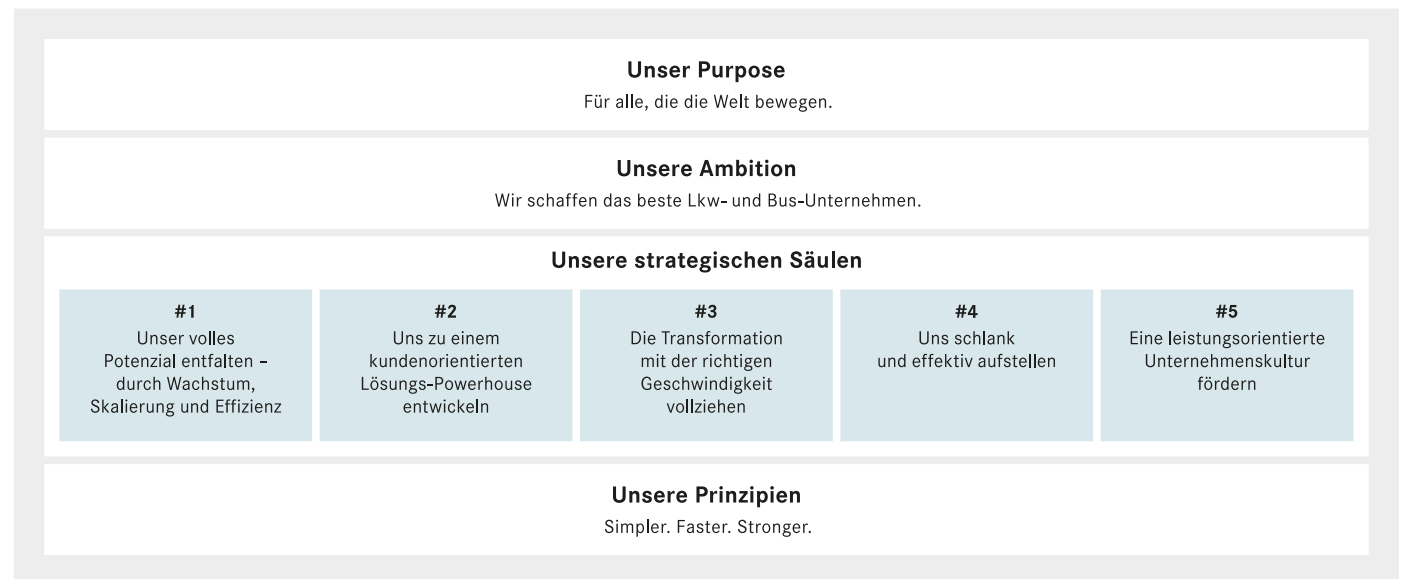 Unser Purpose
Für alle, die die Welt bewegen.
Unsere Ambition
Wir schaffen das beste Lkw- und Bus-Unternehmen.
Unsere strategischen Säulen
#1
Unser volles
Potenzial entfalten –
durch Wachstum,
Skalierung und Effizienz
#2
Uns zu einem
kundenorientierten
Lösungs-Powerhouse
entwickeln
#3
Die Transformation
mit der richtigen
Geschwindigkeit
vollziehen
#4
Uns schlank
und effektiv aufstellen
#5
Eine leistungsorientierte
Unternehmenskultur
fördern
Unsere Prinzipien
Simpler. Faster. Stronger.